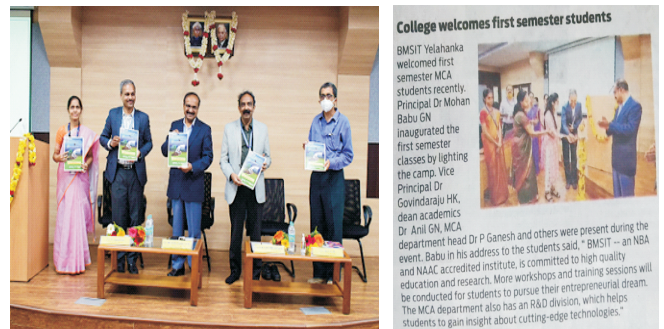 College welcomes first semester students
BMSIT Yelahanka
welcomed first
semester MCA
students recently.
Principal Dr Mohan
Babu GN
inaugurated the
first semester
classes by lighting
the camp. Vice
Principal Dr
Govindaraju HK,
dean academics
Dr Anil GN, MCA
department head Dr P Ganesh and others were present during the
event. Babu in his address to the students said, " BMSIT -- an NBA
and NAAC accredited institute, is committed to high quality
education and research. More workshops and training sessions will
be conducted for students to pursue their entrepreneurial dream.
The MCA department also has an R&D division, which helps
students to gain insight about cutting-edge technologies."